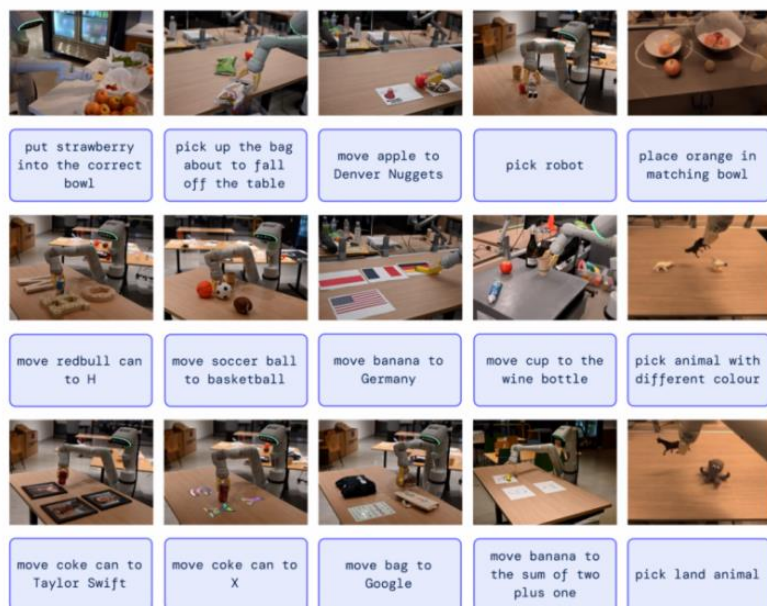 put strawberry
into the correct
bowl
pick up the bag
about to fall
off the table
move apple to
Denver Nuggets
pick robot
place orange in
matching bowl
move redbull can
to H
move soccer ball
to basketball
move banana to
Germany
move cup to the
wine bottle
pick animal with
different colour
move coke can to
Taylor Swift
move coke can to
X
move bag to
Google
move banana to
the sum of two
plus one
pick land animal